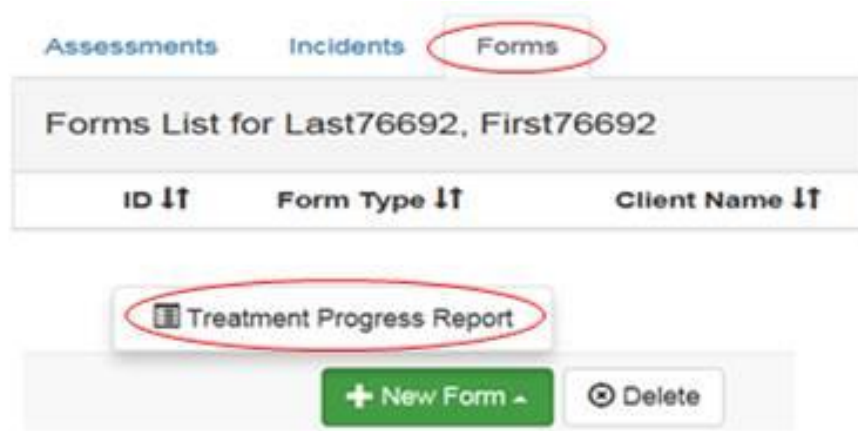 Assessments Incidents Forms
Forms List for Last76692, First76692
ID Form Type Client Name
Treatment Progress Report
New Form Delete